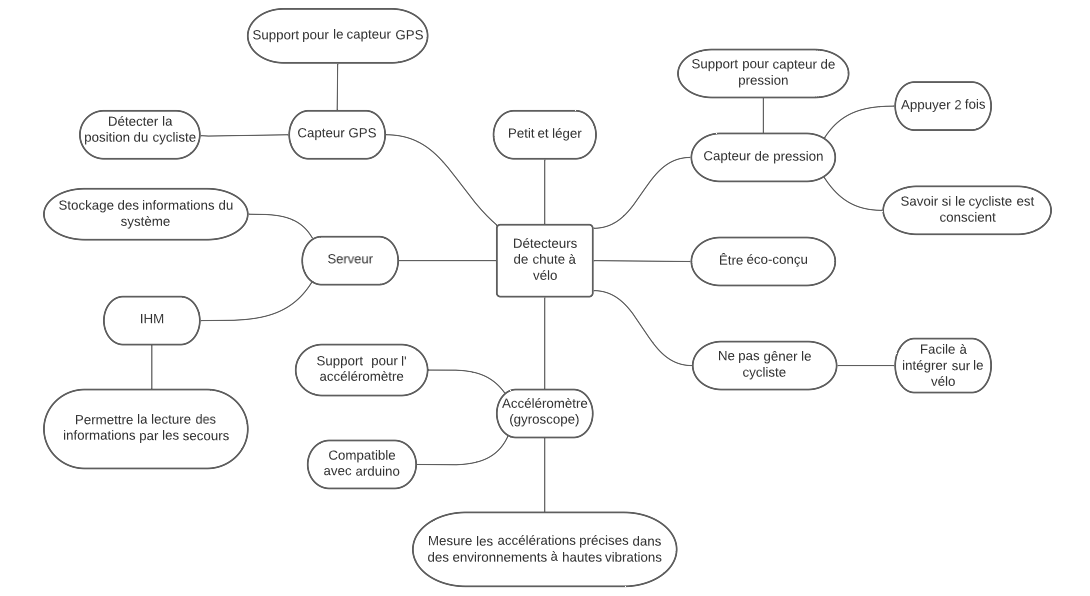 Support pour le capteur GPS
Support pour capteur de
pression
Appuyer 2 fois
Détecter la
position du cycliste
Capteur GPS
Petit et léger
Capteur de pression
Stockage des informations du
système
Savoir si le cycliste est
conscient
Serveur
Détecteurs
de chute à
vélo
Être éco-conçu
IHM
Support pour l'
accéléromètre
Ne pas gêner le
cycliste
Facile à
intégrer sur le
vélo
Permettre la lecture des
informations par les secours
Accéléromètre
(gyroscope)
Compatible
avec arduino
Mesure les accélérations précises dans
des environnements à hautes vibrations